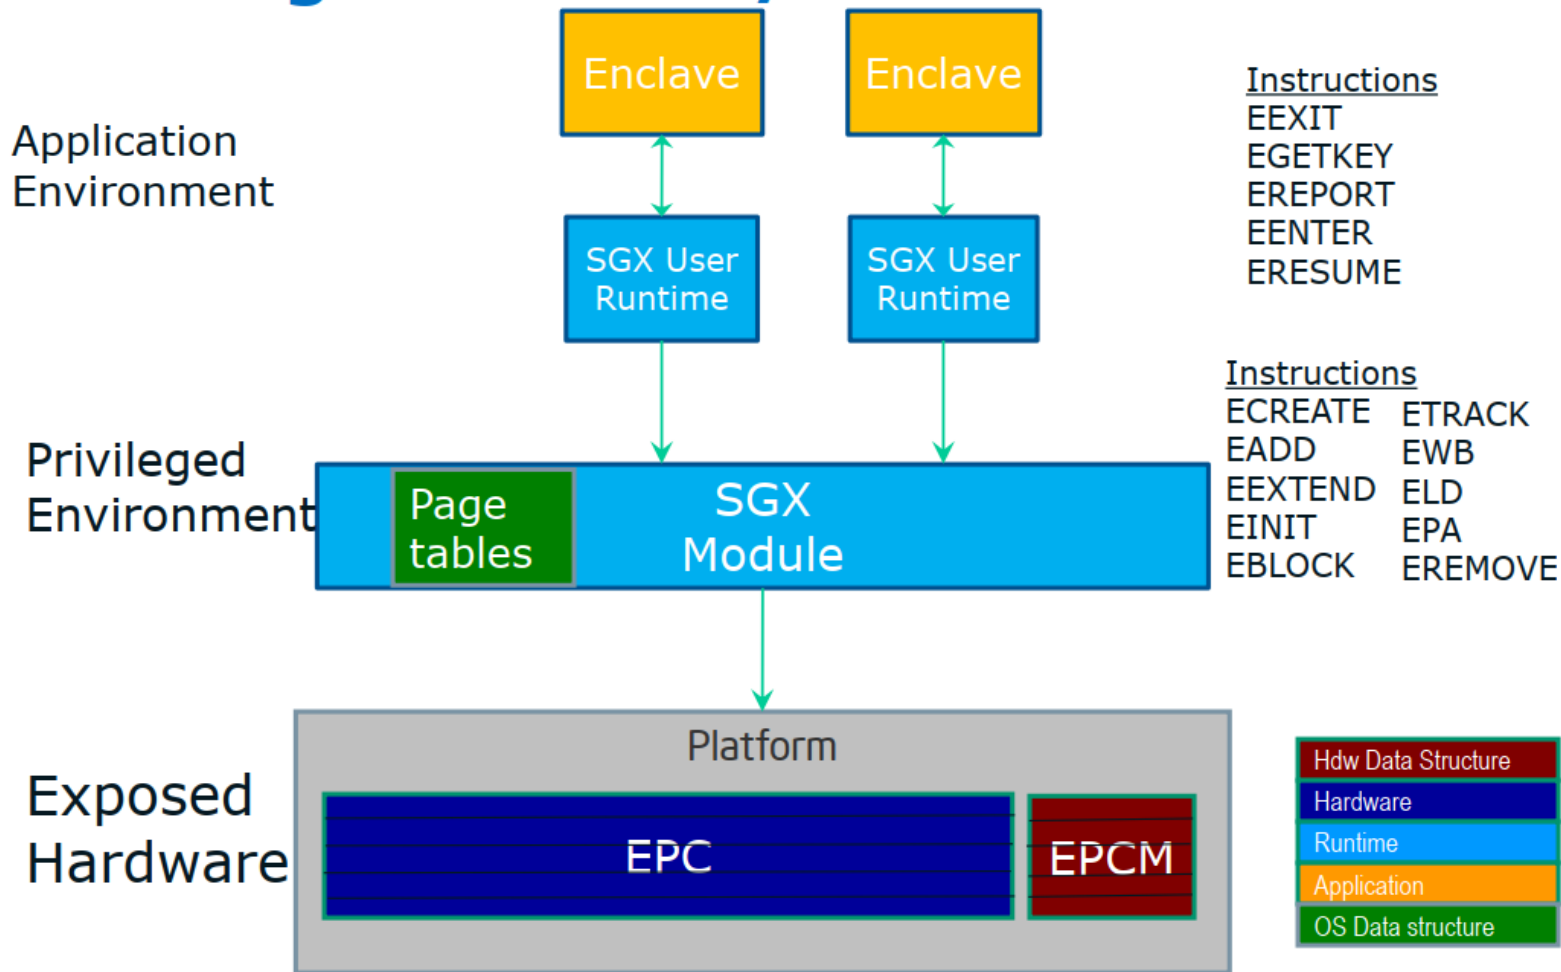 Enclave
Enclave
Application
Environment
SGX User
Runtime
SGX User
Runtime
Instructions
EEXIT
EGETKEY
EREPORT
EENTER
ERESUME
Privileged
Environment
Page
tables
SGX
Module
Instructions
ECREATE
EADD
EEXTEND
EINIT
EBLOCK
ETRACK
EWB
ELD
EPA
EREMOVE
Exposed
Hardware
Platform
EPC
EPCM
Hdw Data Structure
Hardware
Runtime
Application
OS Data structure